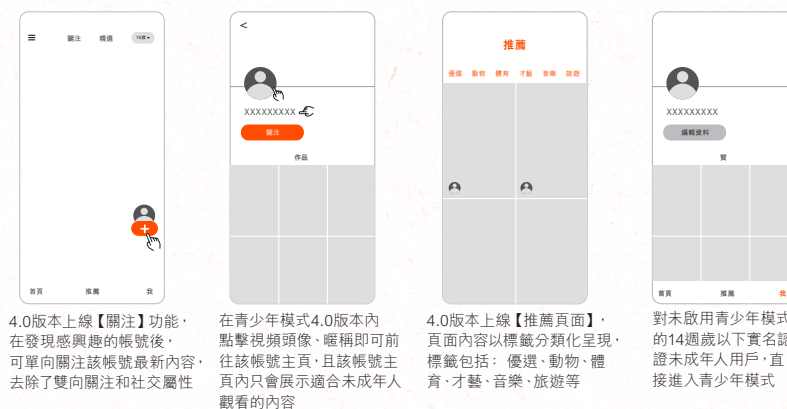 關注
精選
14歲
首頁
推薦
我
4.0版本上線【關注】功能，
在發現感興趣的帳號後，
可單向關注該帳號最新內容，
去除了雙向關注和社交屬性
<
XXXXXXXXX
關注
作品
在青少年模式4.0版本內
點擊視頻頭像、暱稱即可前
往該帳號主頁，且該帳號主
頁內只會展示適合未成年人
觀看的內容
推薦
優選 動物 體育 才藝 音樂 旅遊
4.0版本上線【推薦頁面】，
頁面內容以標籤分類化呈現，
標籤包括：優選、動物、體
育、才藝、音樂、旅遊等
XXXXXXXXX
編輯資料
贊
首頁
推薦
我
對未啟用青少年模式
的14週歲以下實名認
證未成年人用戶，直
接進入青少年模式